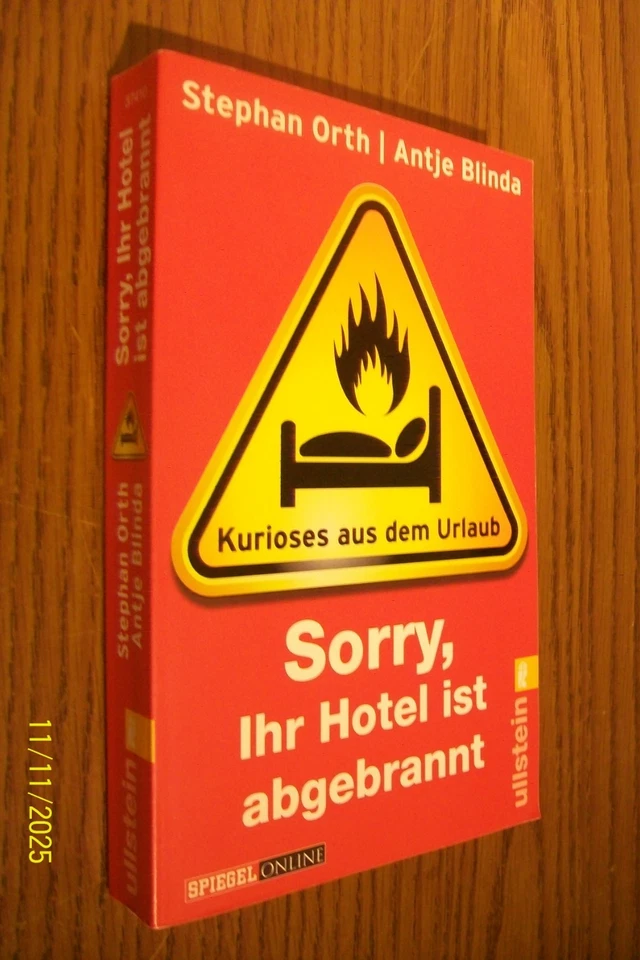 Stephan Orth | Antje Blinda
Kurioses aus dem Urlaub
Sorry,
Ihr Hotel ist
abgebrannt
ullstein
SPIEGEL ONLINE
Sorry, Ihr Hotel
ist abgebrannt
Stephan Orth
Antje Blinda
ullstein
11/11/2025